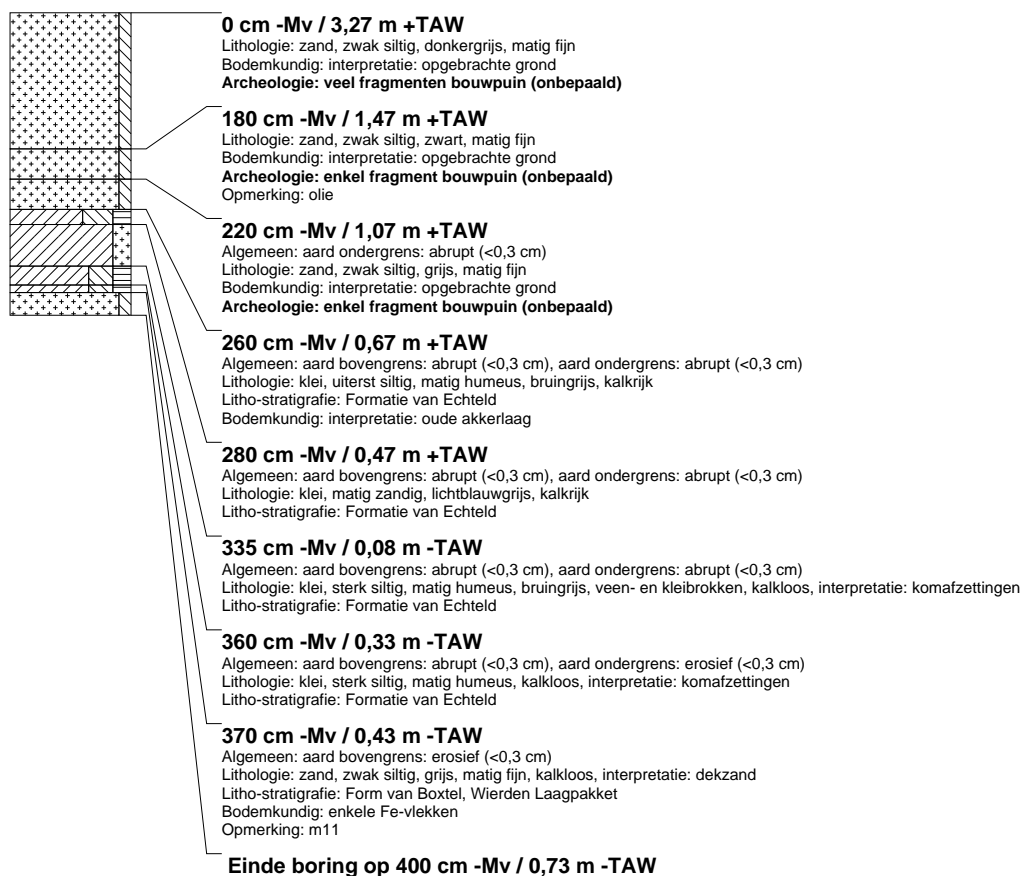 0 cm -Mv / 3,27 m +TAW
Lithologie: zand, zwak siltig, donkergrijs, matig fijn
Bodemkundig: interpretatie: opgebrachte grond
Archeologie: veel fragmenten bouwpuin (onbepaald)
180 cm -Mv / 1,47 m +TAW
Lithologie: zand, zwak siltig, zwart, matig fijn
Bodemkundig: interpretatie: opgebrachte grond
Archeologie: enkel fragment bouwpuin (onbepaald)
Opmerking: olie
220 cm -Mv / 1,07 m +TAW
Algemeen: aard ondergrens: abrupt (<0,3 cm)
Lithologie: zand, zwak siltig, grijs, matig fijn
Bodemkundig: interpretatie: opgebrachte grond
Archeologie: enkel fragment bouwpuin (onbepaald)
260 cm -Mv / 0,67 m +TAW
Algemeen: aard bovengrens: abrupt (<0,3 cm), aard ondergrens: abrupt (<0,3 cm)
Lithologie: klei, uiterst siltig, matig humeus, bruingrijs, kalkrijk
Litho-stratigrafie: Formatie van Echteld
Bodemkundig: interpretatie: oude akkerlaag
280 cm -Mv / 0,47 m +TAW
Algemeen: aard bovengrens: abrupt (<0,3 cm), aard ondergrens: abrupt (<0,3 cm)
Lithologie: klei, matig zandig, lichtblauwgrijs, kalkrijk
Litho-stratigrafie: Formatie van Echteld
335 cm -Mv / 0,08 m -TAW
Algemeen: aard bovengrens: abrupt (<0,3 cm), aard ondergrens: abrupt (<0,3 cm)
Lithologie: klei, sterk siltig, matig humeus, bruingrijs, veen- en kleibrokken, kalkloos, interpretatie: komafzettingen
Litho-stratigrafie: Formatie van Echteld
360 cm -Mv / 0,33 m -TAW
Algemeen: aard bovengrens: abrupt (<0,3 cm), aard ondergrens: erosief (<0,3 cm)
Lithologie: klei, sterk siltig, matig humeus, kalkloos, interpretatie: komafzettingen
Litho-stratigrafie: Formatie van Echteld
370 cm -Mv / 0,43 m -TAW
Algemeen: aard bovengrens: erosief (<0,3 cm)
Lithologie: zand, zwak siltig, grijs, matig fijn, kalkloos, interpretatie: dekzand
Litho-stratigrafie: Form van Boxtel, Wierden Laagpakket
Bodemkundig: enkele Fe-vlekken
Opmerking: m11
Einde boring op 400 cm -Mv / 0,73 m -TAW